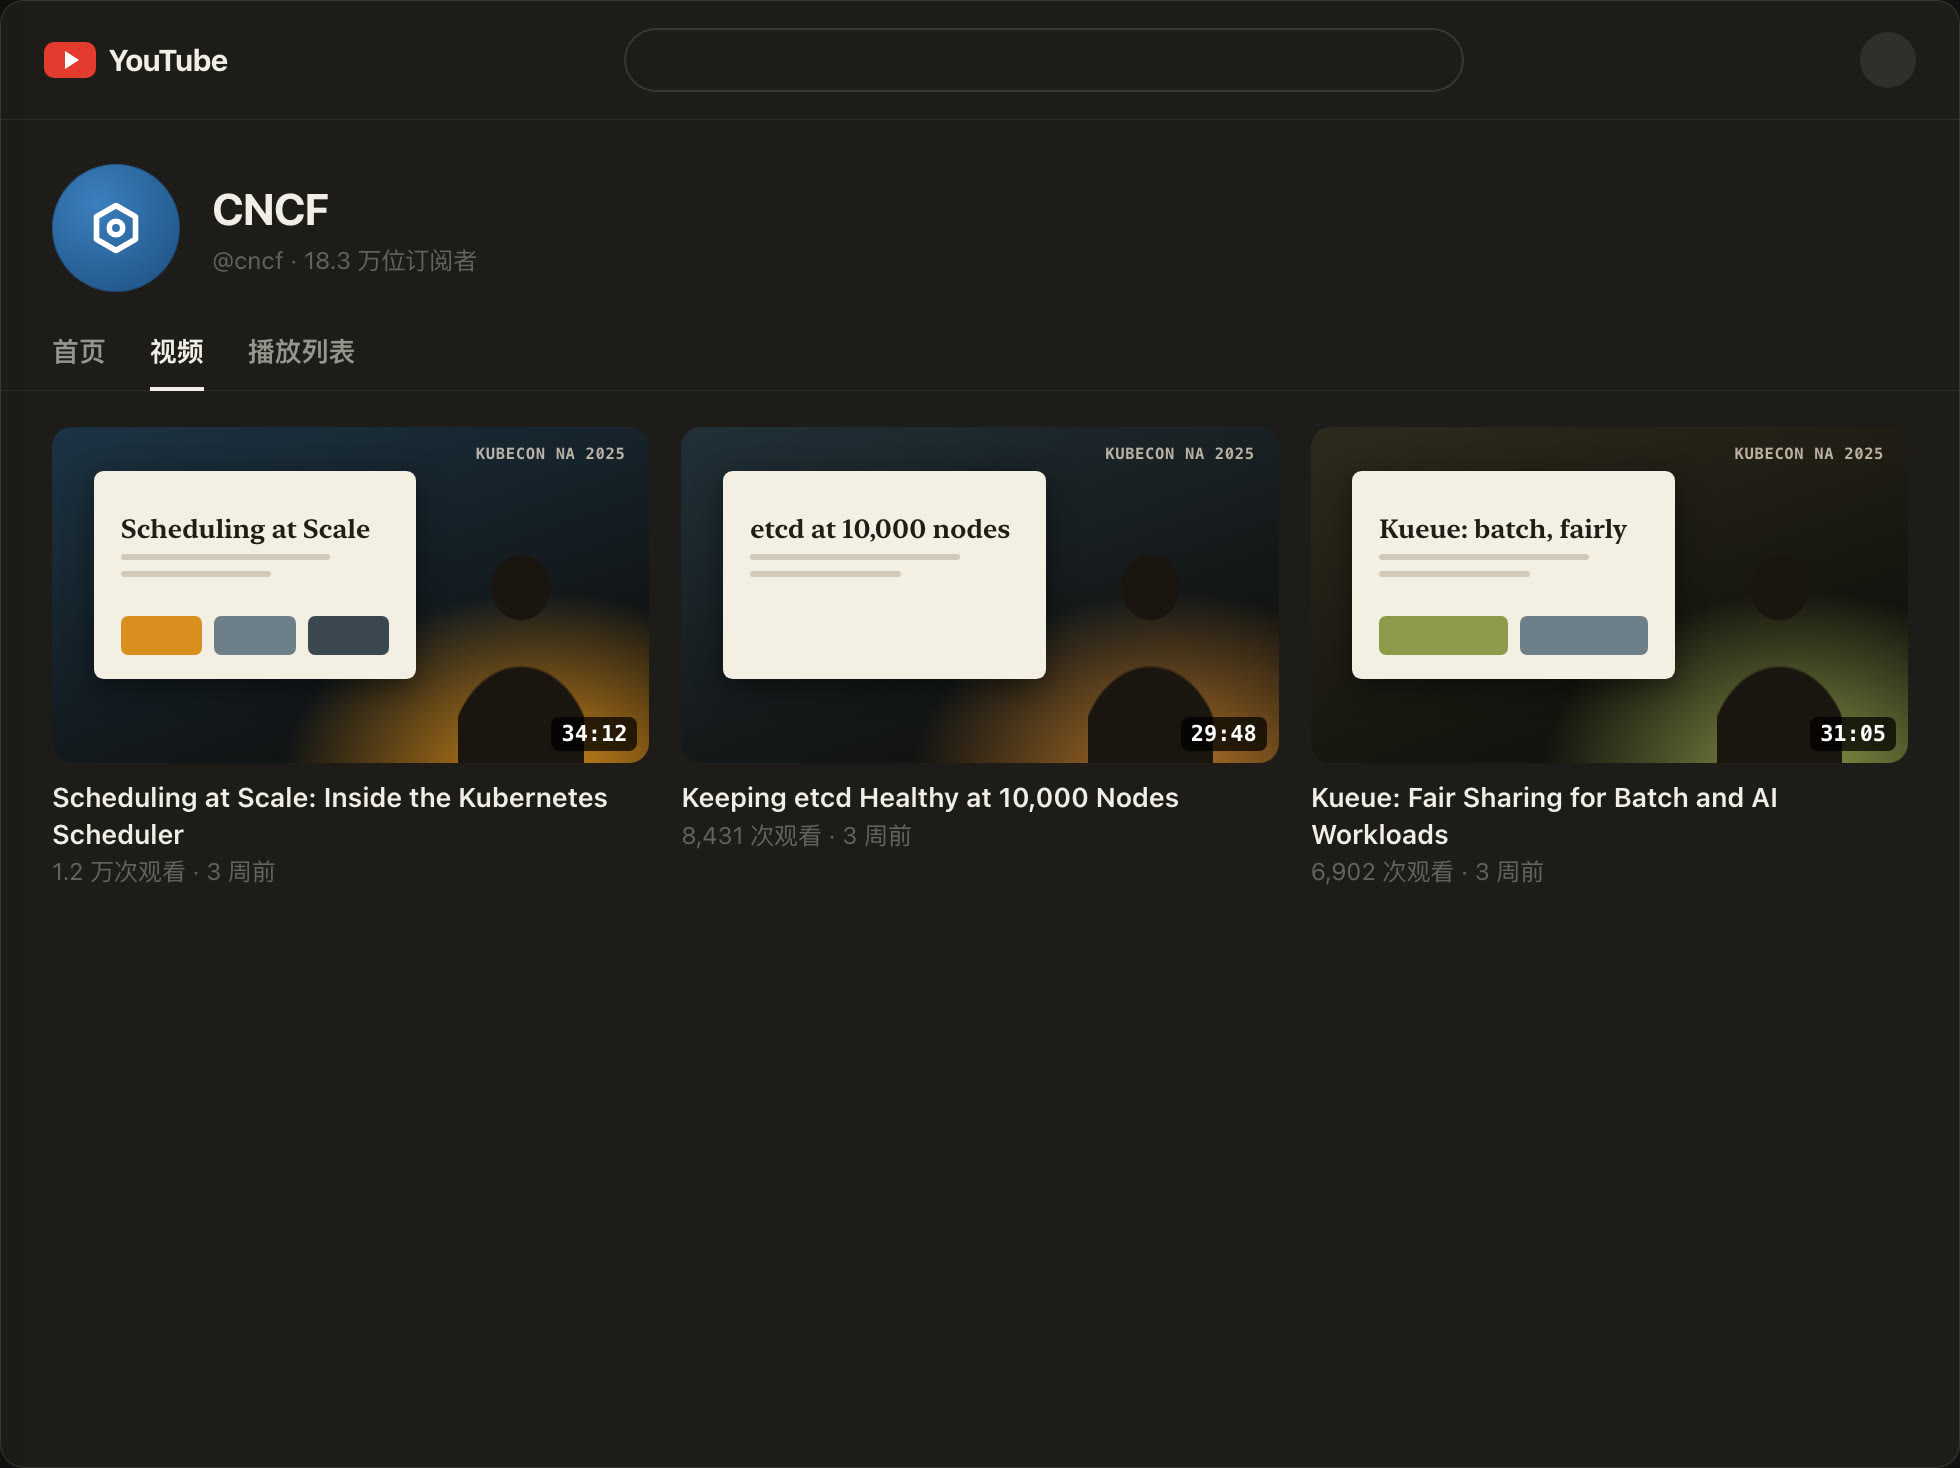 YouTube
CNCF
@cncf · 18.3 万位订阅者
首页 视频 播放列表
KUBECON NA 2025
Scheduling at Scale
34:12
Scheduling at Scale: Inside the Kubernetes
Scheduler
1.2 万次观看 · 3 周前
KUBECON NA 2025
etcd at 10,000 nodes
29:48
Keeping etcd Healthy at 10,000 Nodes
8,431 次观看 · 3 周前
KUBECON NA 2025
Kueue: batch, fairly
31:05
Kueue: Fair Sharing for Batch and AI
Workloads
6,902 次观看 · 3 周前